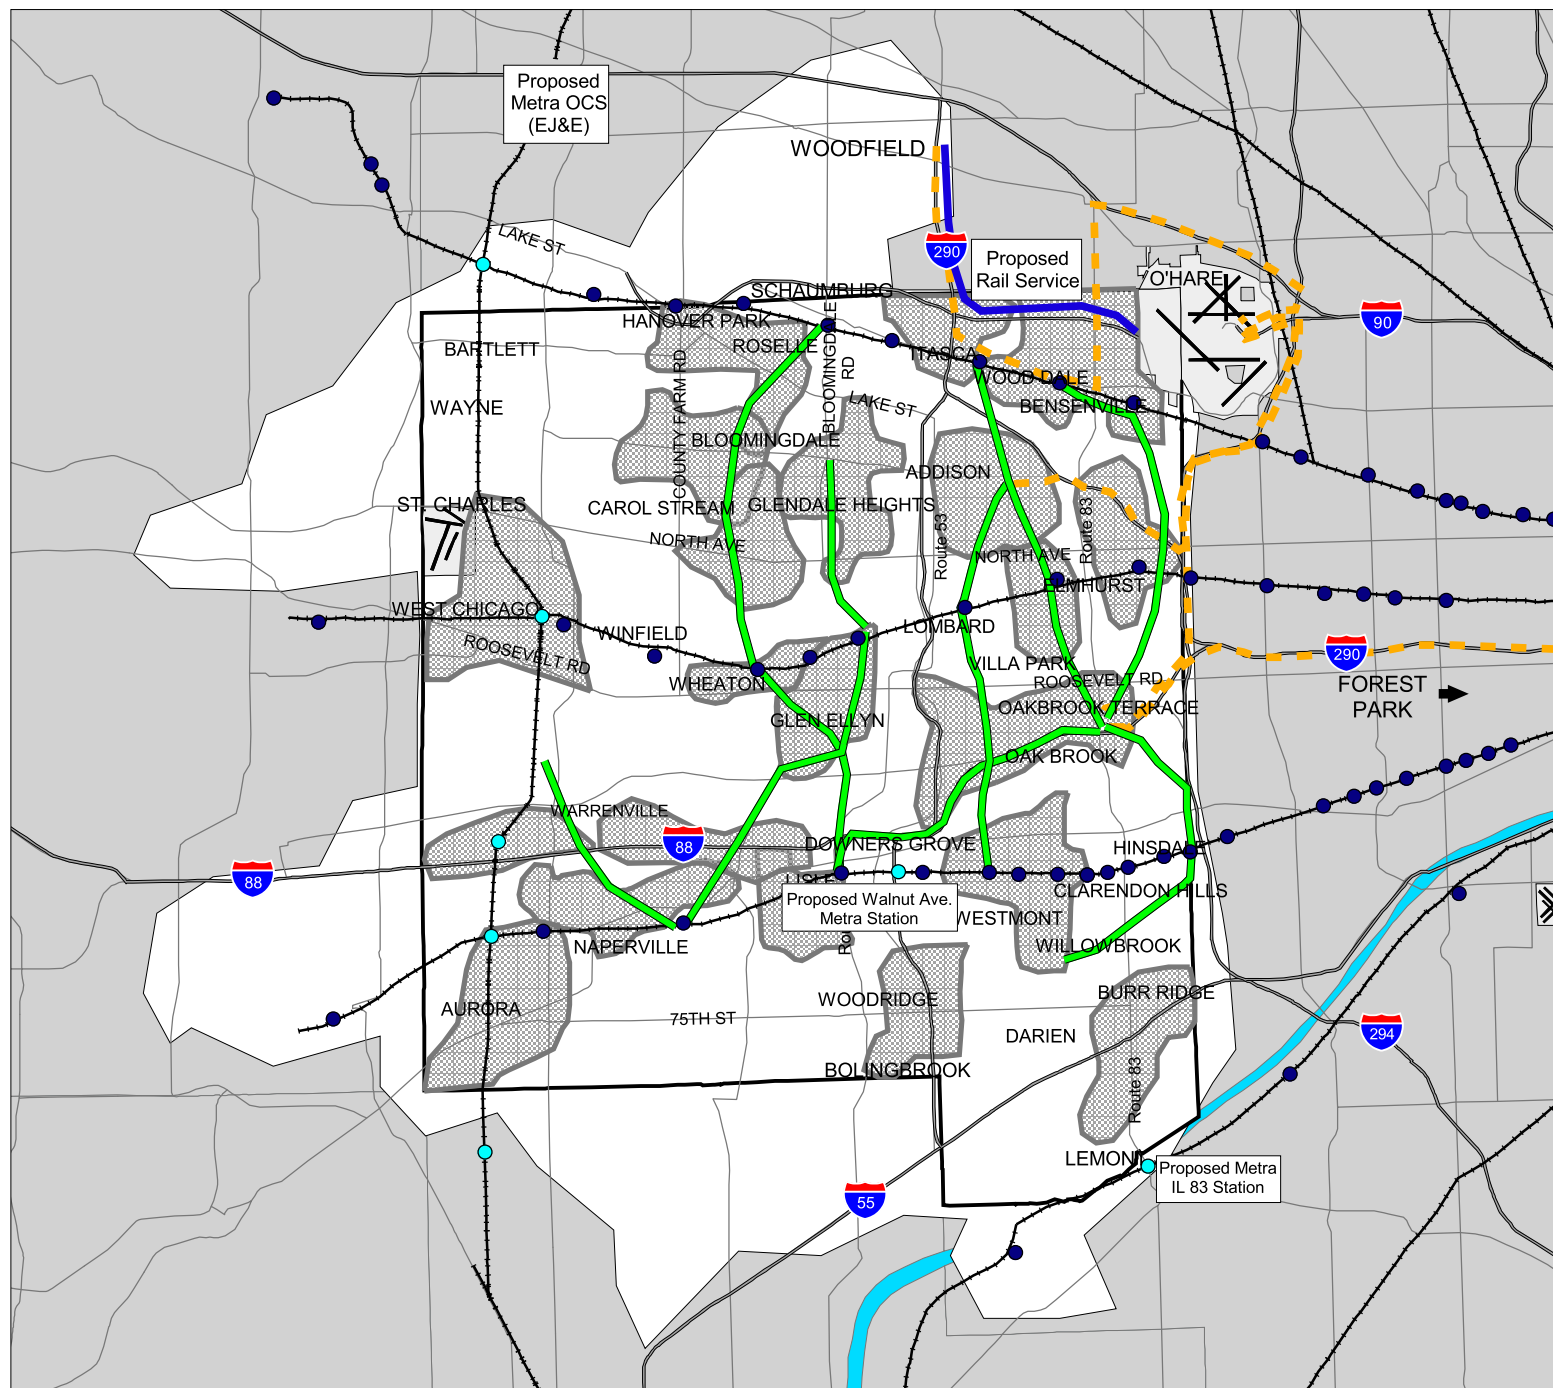 Proposed
Metra OCS
(EJ&E)
WOODFIELD
LAKE ST
290
Proposed
Rail Service
O'HARE
SCHAUMBURG
HANOVER PARK
90
BARTLETT
ROSELLE
BLOOMINGDALE
RD
ITASCA
WOOD DALE
COUNTY FARM RD
WAYNE
LAKE ST
BENSENVILLE
BLOOMINGDALE
ADDISON
ST. CHARLES
CAROL STREAM
GLENDALE HEIGHTS
Route 53
Route 83
NORTH AVE
NORTH AVE
ELMHURST
WEST CHICAGO
WINFIELD
LOMBARD
ROOSEVELT RD
VILLA PARK
290
WHEATON
ROOSEVELT RD
FOREST
PARK
OAKBROOK TERRACE
GLEN ELLYN
OAK BROOK
WARRENVILLE
88
DOWNERS GROVE
HINSDALE
88
LISLE
CLARENDON HILLS
Proposed Walnut Ave.
Metra Station
WESTMONT
NAPERVILLE
WILLOWBROOK
AURORA
WOODRIDGE
BURR RIDGE
75TH ST
DARIEN
294
BOLINGBROOK
Route 83
LEMONT
Proposed Metra
IL 83 Station
55